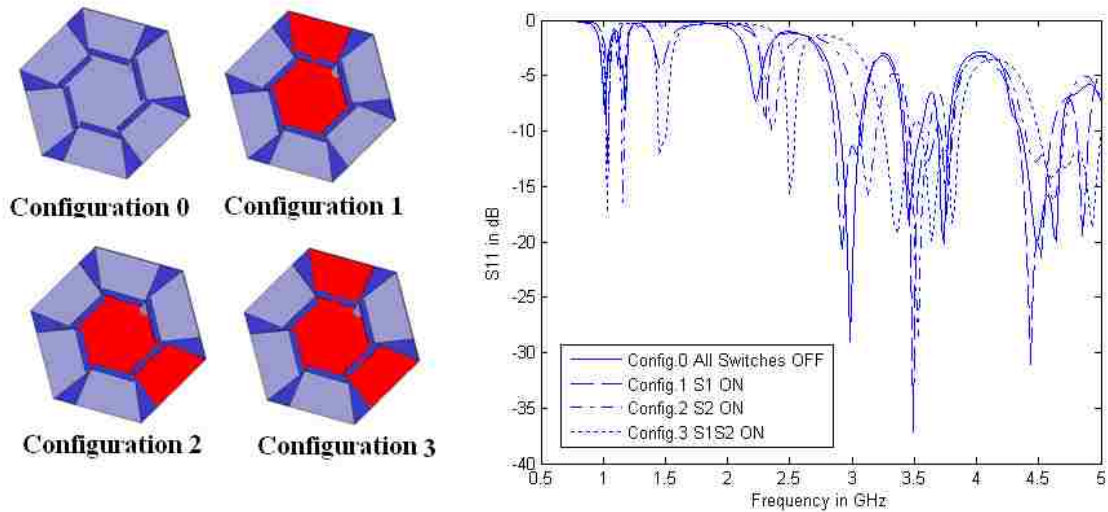 Configuration 0
Configuration 1
Configuration 2
Configuration 3
S11 in dB
0
-5
-10
-15
-20
-25
-30
-35
-40
Config.0 All Switches OFF
Config.1 S1 ON
Config.2 S2 ON
Config.3 S1S2 ON
0.5 1 1.5 2 2.5 3 3.5 4 4.5 5
Frequency in GHz